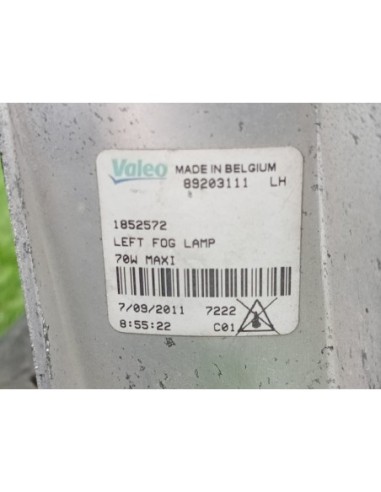 Valeo MADE IN BELGIUM
89203111 LH
1852572
LEFT FOG LAMP
70W MAXI
7/09/2011 7222
8:55:22 C01